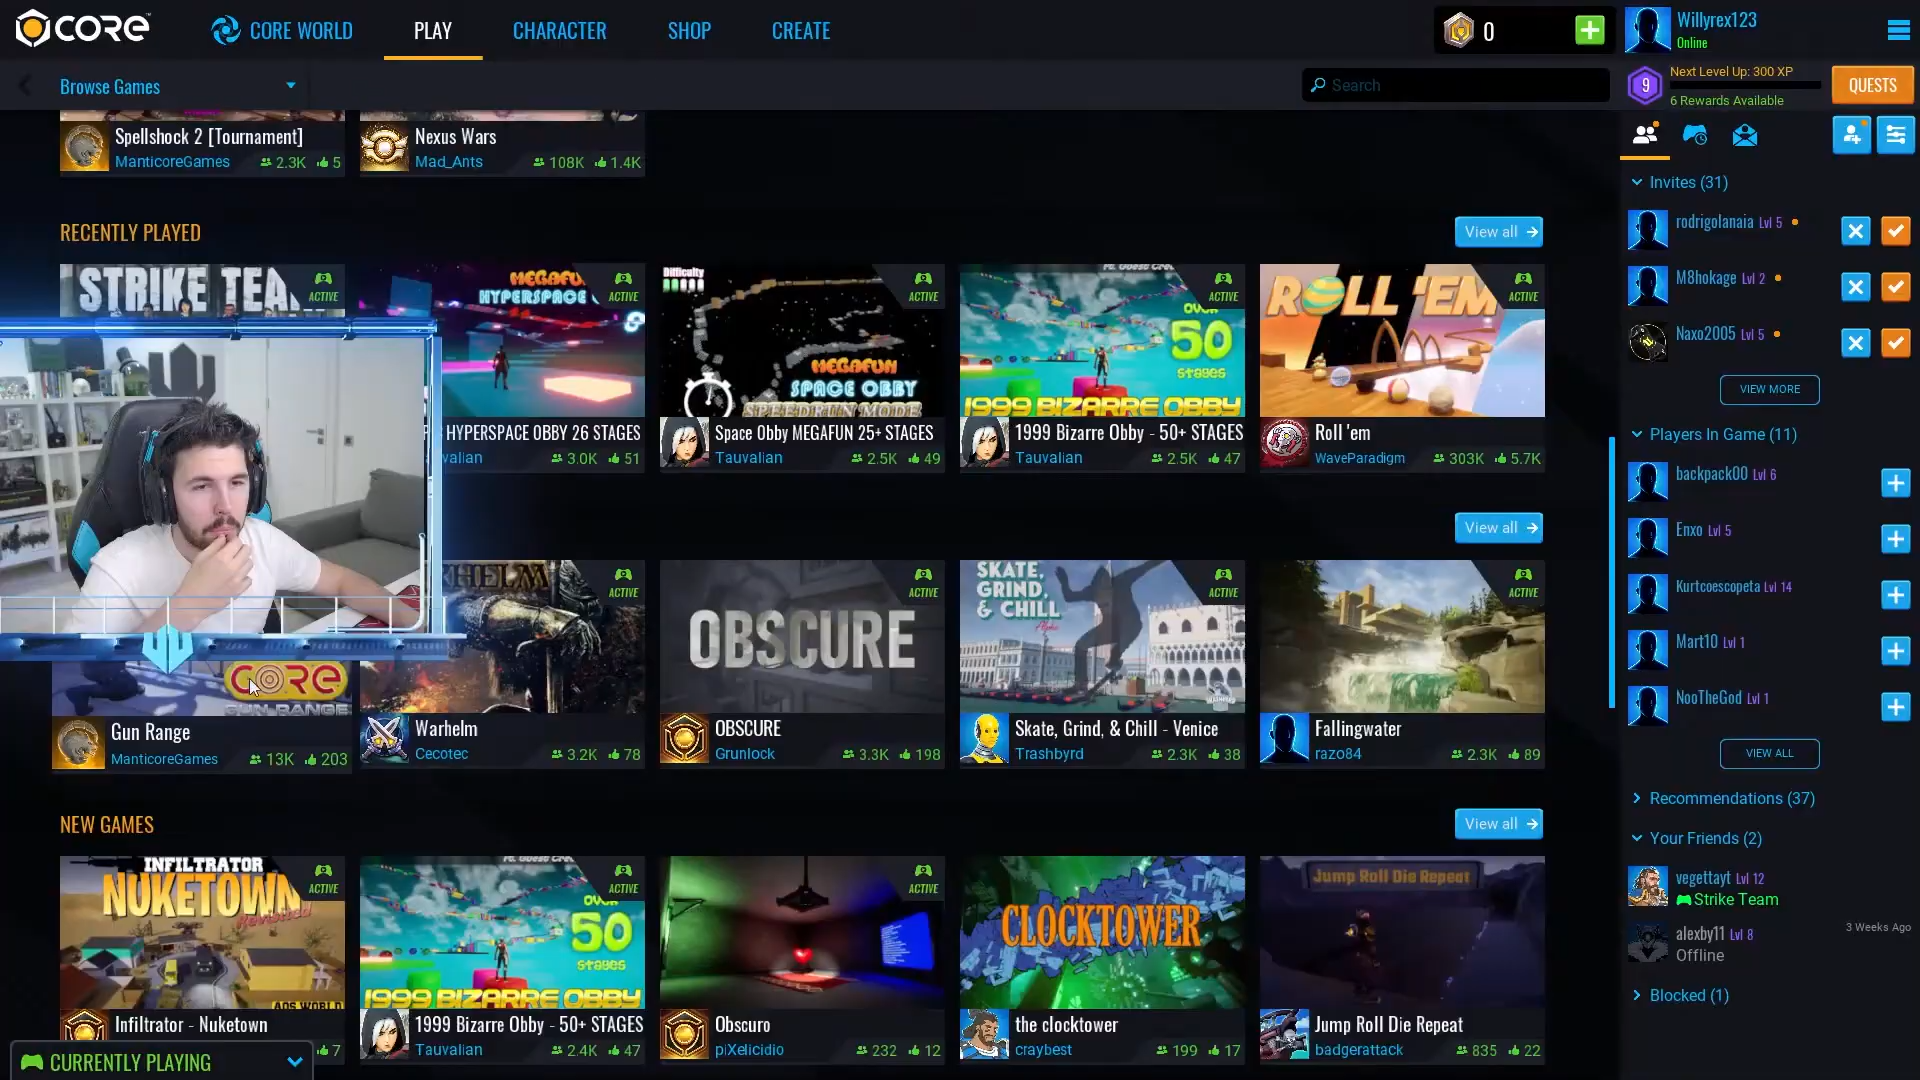 CORE
CORE WORLD
PLAY
CHARACTER
SHOP
CREATE
0
Willyrex123
Online
Browse Games
Search
9
Next Level Up: 300 XP
6 Rewards Available
QUESTS
Spellshock 2 [Tournament]
ManticoreGames
2.3K
5
Nexus Wars
Mad_Ants
108K
1.4K
RECENTLY PLAYED
View all
STRIKE TEA
ACTIVE
MEGAFU
HYPERSPACE
ACTIVE
HYPERSPACE OBBY 26 STAGES
valian
3.0K
51
Difficulty
ACTIVE
MEGAFUN
SPACE OBBY
SPEEDRUN MODE
Space Obby MEGAFUN 25+ STAGES
Tauvalian
2.5K
49
ACTIVE
OVER
50
STAGES
1999 BIZARRE OBBY
1999 Bizarre Obby - 50+ STAGES
Tauvalian
2.5K
47
ROLL 'EM
ACTIVE
Roll 'em
WaveParadigm
303K
5.7K
View all
CORE
GUN RANGE
Gun Range
ManticoreGames
13K
203
RHELM
ACTIVE
Warhelm
Cecotec
3.2K
78
OBSCURE
ACTIVE
OBSCURE
Grunlock
3.3K
198
SKATE,
GRIND,
& CHILL
Alpha
ACTIVE
Skate, Grind, & Chill - Venice
Trashbyrd
2.3K
38
ACTIVE
Fallingwater
razo84
2.3K
89
NEW GAMES
View all
INFILTRATOR
NUKETOWN
Revisited
ACTIVE
AOS WORLD
Infiltrator - Nuketown
7
ACTIVE
OVER
50
STAGES
1999 BIZARRE OBBY
1999 Bizarre Obby - 50+ STAGES
Tauvalian
2.4K
47
ACTIVE
Obscuro
piXelicidio
232
12
CLOCKTOWER
the clocktower
craybest
199
17
Jump Roll Die Repeat
Jump Roll Die Repeat
badgerattack
835
22
CURRENTLY PLAYING
Invites (31)
rodrigolanaia Lvl 5
M8hokage Lvl 2
Naxo2005 Lvl 5
VIEW MORE
Players In Game (11)
backpack00 Lvl 6
Enxo Lvl 5
Kurtcoescopeta Lvl 14
Mart10 Lvl 1
NooTheGod Lvl 1
VIEW ALL
Recommendations (37)
Your Friends (2)
vegettayt Lvl 12
Strike Team
alexby11 Lvl 8
3 Weeks Ago
Offline
Blocked (1)